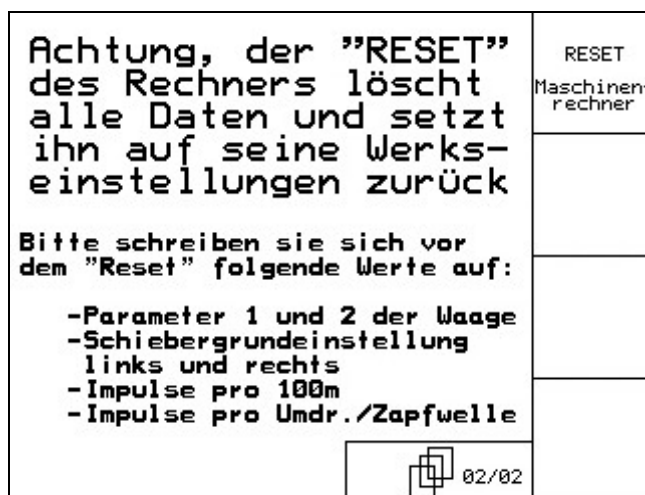 Achtung, der "RESET"
des Rechners löscht
alle Daten und setzt
ihn auf seine Werks-
einstellungen zurück
Bitte schreiben sie sich vor
dem "Reset" folgende Werte auf:
-Parameter 1 und 2 der Waage
-Schiebergrundeinstellung
links und rechts
-Impulse pro 100m
-Impulse pro Umdr./Zapfwelle
02/02
RESET
Maschinen-
rechner